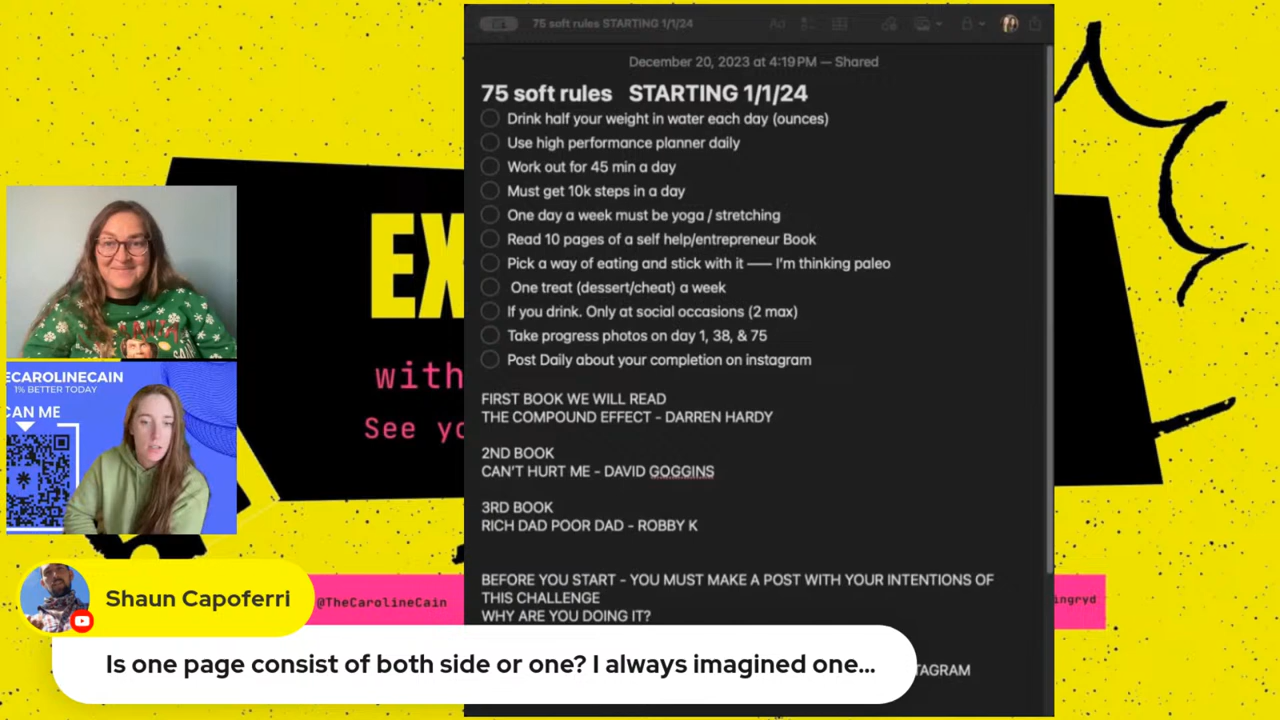 75 soft rules STARTING 1/1/24
Aa
December 20, 2023 at 4:19 PM — Shared
75 soft rules STARTING 1/1/24
Drink half your weight in water each day (ounces)
Use high performance planner daily
Work out for 45 min a day
Must get 10k steps in a day
One day a week must be yoga / stretching
Read 10 pages of a self help/entrepreneur Book
Pick a way of eating and stick with it —— I'm thinking paleo
One treat (dessert/cheat) a week
If you drink. Only at social occasions (2 max)
Take progress photos on day 1, 38, & 75
Post Daily about your completion on instagram
FIRST BOOK WE WILL READ
THE COMPOUND EFFECT - DARREN HARDY
2ND BOOK
CAN'T HURT ME - DAVID GOGGINS
3RD BOOK
RICH DAD POOR DAD - ROBBY K
BEFORE YOU START - YOU MUST MAKE A POST WITH YOUR INTENTIONS OF
THIS CHALLENGE
WHY ARE YOU DOING IT?
TAGRAM
EX
with
See yo
ECAROLINECAIN
1% BETTER TODAY
CAN ME
@TheCarolineCain
ingryd
Shaun Capoferri
Is one page consist of both side or one? I always imagined one...